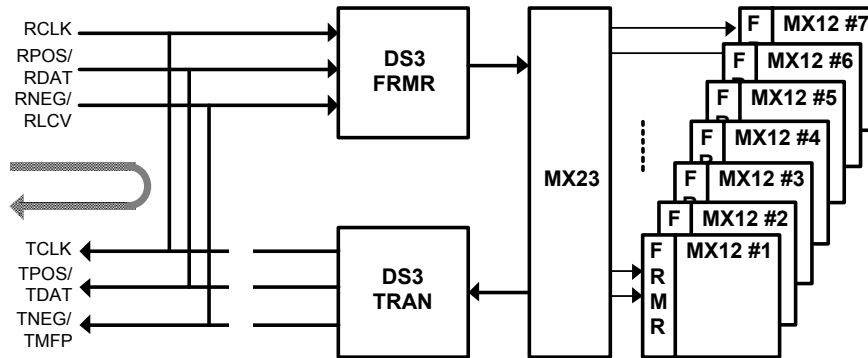 RCLK
RPOS/
RDAT
RNEG/
RLCV
DS3
FRMR
MX23
F MX12 #7
F MX12 #6
F MX12 #5
F MX12 #4
F MX12 #3
F MX12 #2
MX12 #1
F
R
M
R
TCLK
TPOS/
TDAT
TNEG/
TMFP
DS3
TRAN